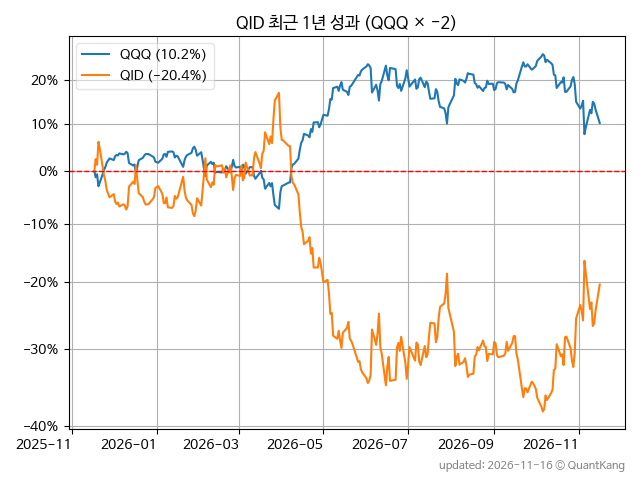 QID 최근 1년 성과 (QQQ × −2)
QQQ (10.2%)
QID (−20.4%)
20%
10%
0%
−10%
−20%
−30%
−40%
2025-11 2026-01 2026-03 2026-05 2026-07 2026-09 2026-11
updated: 2026-11-16 © QuantKang